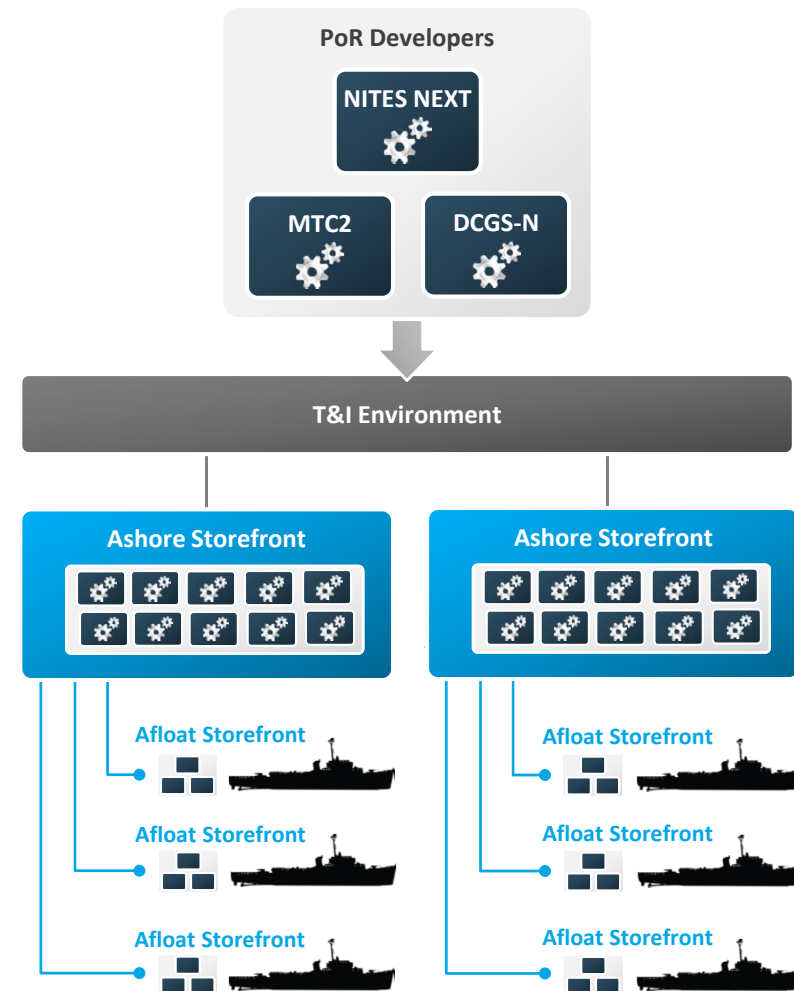 PoR Developers
NITES NEXT
MTC2
DCGS-N
T&I Environment
Ashore Storefront
Ashore Storefront
Afloat Storefront
Afloat Storefront
Afloat Storefront
Afloat Storefront
Afloat Storefront
Afloat Storefront